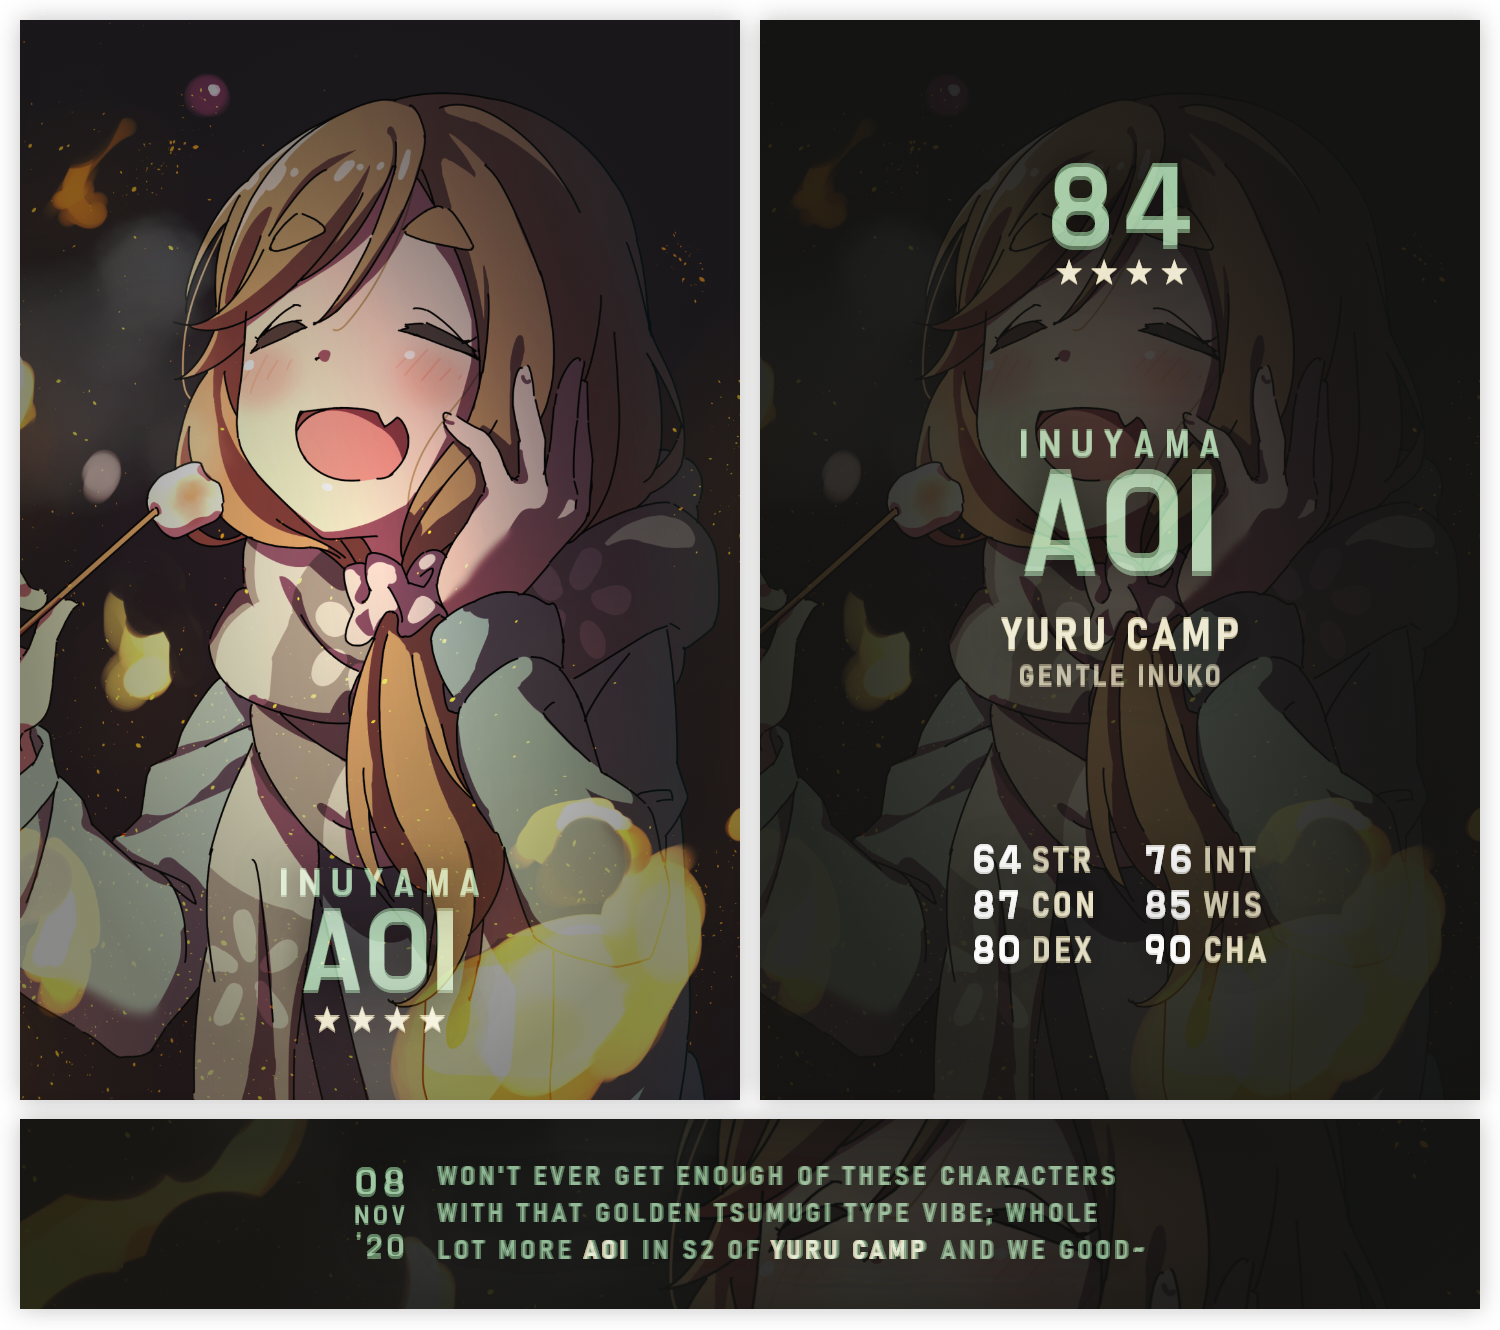 INUYAMA
AOI
★★★★
84
★★★★
INUYAMA
AOI
YURU CAMP
GENTLE INUKO
64 STR 76 INT
87 CON 85 WIS
80 DEX 90 CHA
08
NOV
'20
WON'T EVER GET ENOUGH OF THESE CHARACTERS
WITH THAT GOLDEN TSUMUGI TYPE VIBE; WHOLE
LOT MORE AOI IN S2 OF YURU CAMP AND WE GOOD~